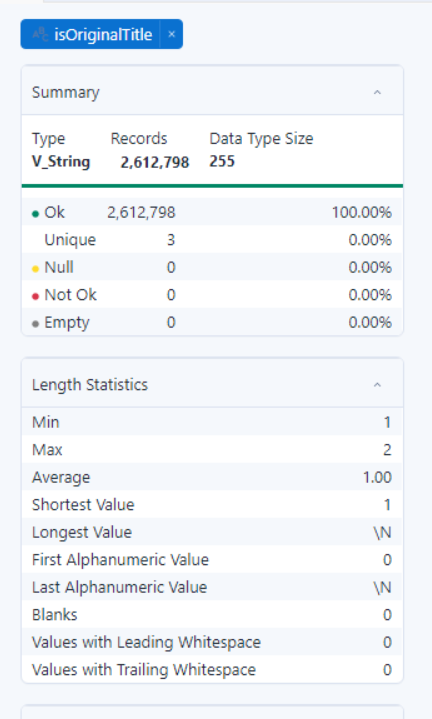 isOriginalTitle ×
Summary
Type Records Data Type Size
V_String 2,612,798 255
Ok 2,612,798 100.00%
Unique 3 0.00%
Null 0 0.00%
Not Ok 0 0.00%
Empty 0 0.00%
Length Statistics
Min 1
Max 2
Average 1.00
Shortest Value 1
Longest Value \N
First Alphanumeric Value 0
Last Alphanumeric Value \N
Blanks 0
Values with Leading Whitespace 0
Values with Trailing Whitespace 0